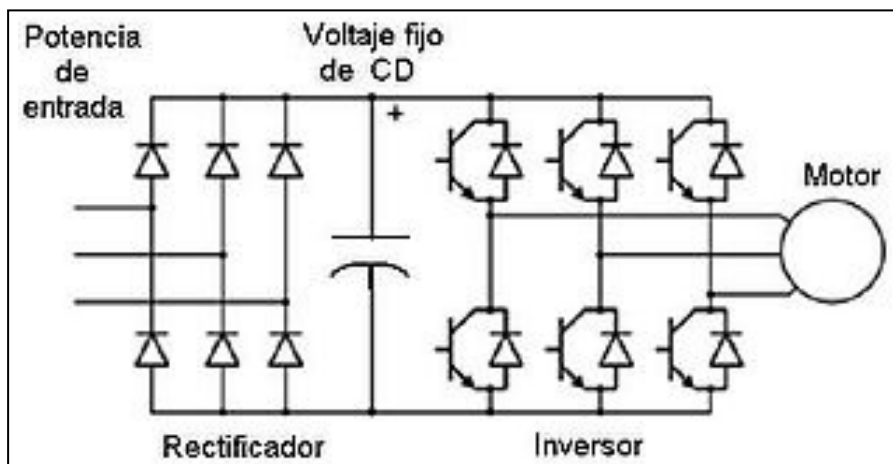 Potencia
de
entrada
Voltaje fijo
de CD
+
Motor
Rectificador
Inversor